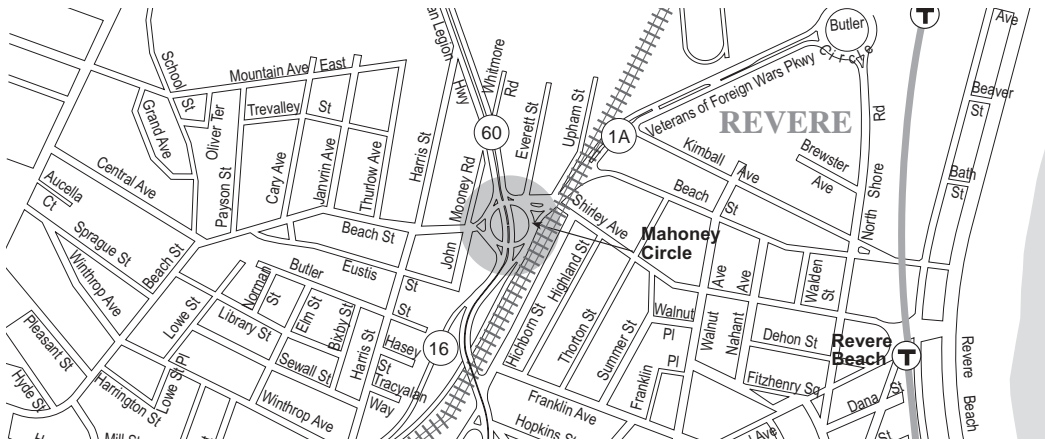 School
St
Mountain Ave
East
Trevalley
St
Oliver Ter
Grand Ave
Payson St
Cary Ave
Janvrin Ave
Thurlow Ave
Harris St
Legion
Hwy
Whitmore
Rd
60
Everett St
Upham St
1A
Veterans of Foreign Wars Pkwy
Butler
Circle
T
Ave
Beaver
St
REVERE
Rd
Shore
North
Kimball
Ave
Brewster
Ave
Bath
St
Central Ave
Aucella
Ct
Sprague St
Winthrop Ave
Beach St
Mooney Rd
John
Beach St
Shirley Ave
Beach
St
Mahoney
Circle
Butler
Eustis
St
Norman
St
Lowe St
Library St
Elm St
Bixby St
Harris St
Hasey
St
Sewall St
Tracyalan
Way
Winthrop Ave
16
Pleasant St
Hyde St
Harrington St
Lowe St
Pl
Mill St
Highland St
Hichborn St
Thorton St
Summer St
Walnut
Pl
Franklin
Pl
Walnut
Ave
Nahant
Ave
Walden
St
Dehon St
Revere
Beach
T
Fitzhenry Sq
Dana
St
Franklin Ave
Hopkins St
Ave
Revere
Beach